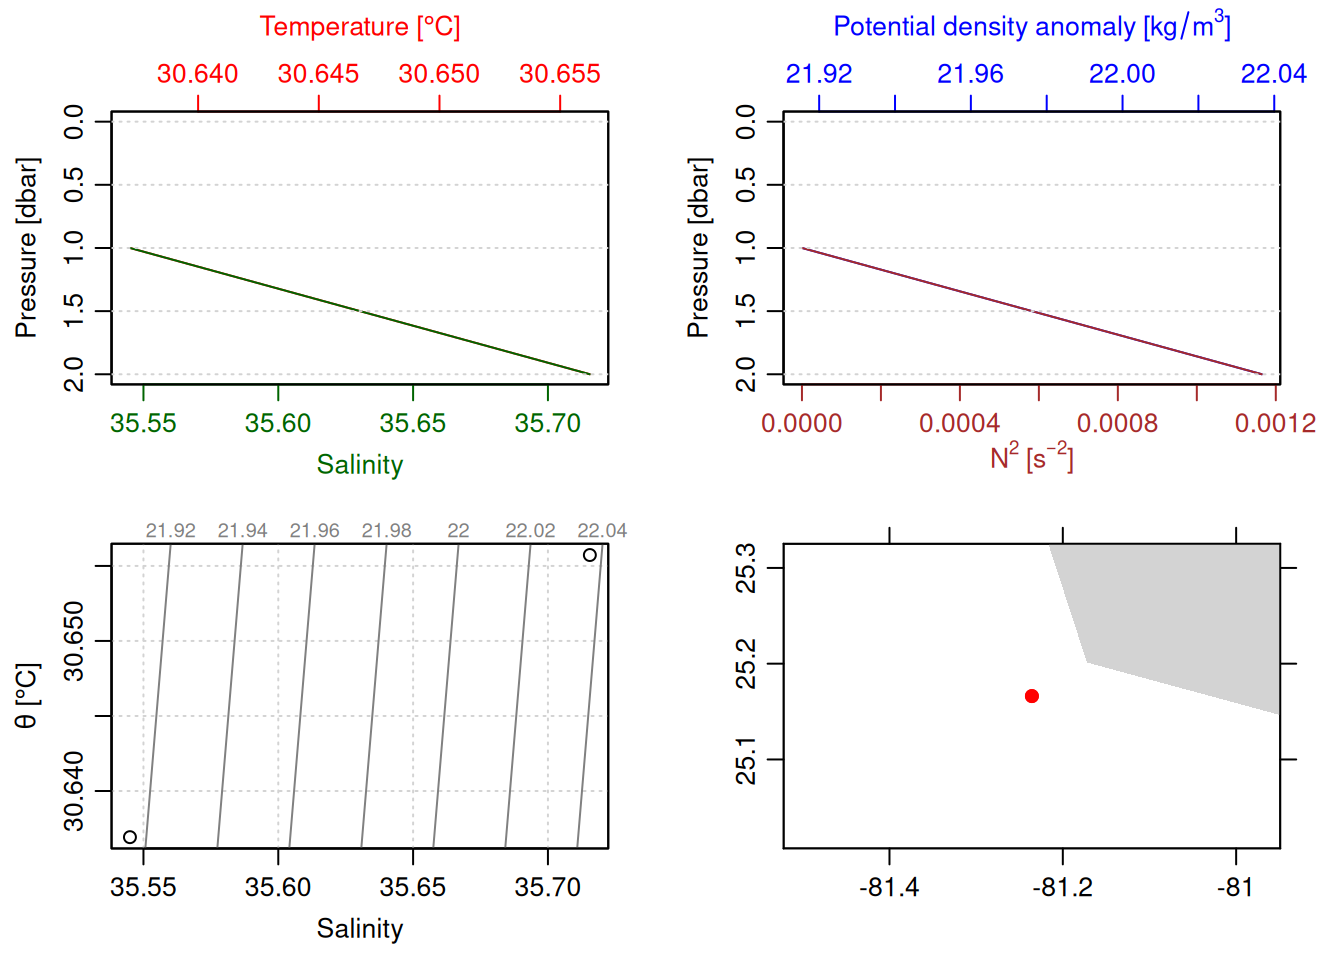 Temperature [°C]
30.640 30.645 30.650 30.655
Pressure [dbar]
0.0 0.5 1.0 1.5 2.0
35.55 35.60 35.65 35.70
Salinity
Potential density anomaly [kg/m³]
21.92 21.96 22.00 22.04
Pressure [dbar]
0.0 0.5 1.0 1.5 2.0
0.0000 0.0004 0.0008 0.0012
N² [s⁻²]
21.92 21.94 21.96 21.98 22 22.02 22.04
θ [°C]
30.640 30.650
35.55 35.60 35.65 35.70
Salinity
25.3
25.2
25.1
-81.4 -81.2 -81